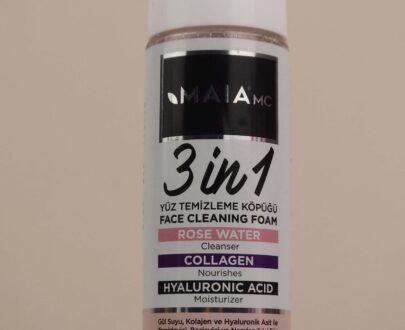 MAIA MC
3 in 1
YÜZ TEMİZLEME KÖPÜĞÜ
FACE CLEANING FOAM
ROSE WATER
Cleanser
COLLAGEN
Nourishes
HYALURONIC ACID
Moisturizer
Gül Suyu, Kolajen ve Hyaluronik Asit ile